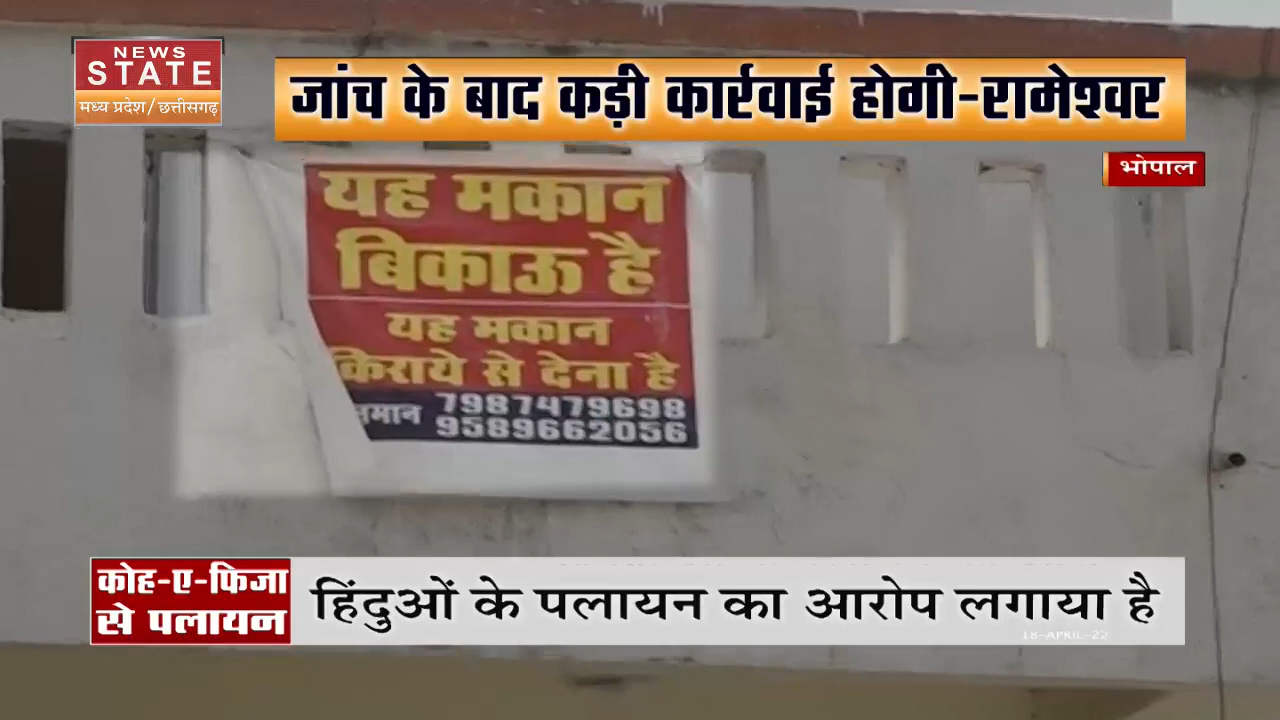 NEWS
STATE
मध्य प्रदेश/छत्तीसगढ़
जांच के बाद कड़ी कार्रवाई होगी-रामेश्वर
भोपाल
यह मकान
बिकाऊ है
यह मकान
किराये से देना है
7987479698
9589662056
कोह-ए-फिजा
से पलायन
हिंदुओं के पलायन का आरोप लगाया है
18-APRIL-22